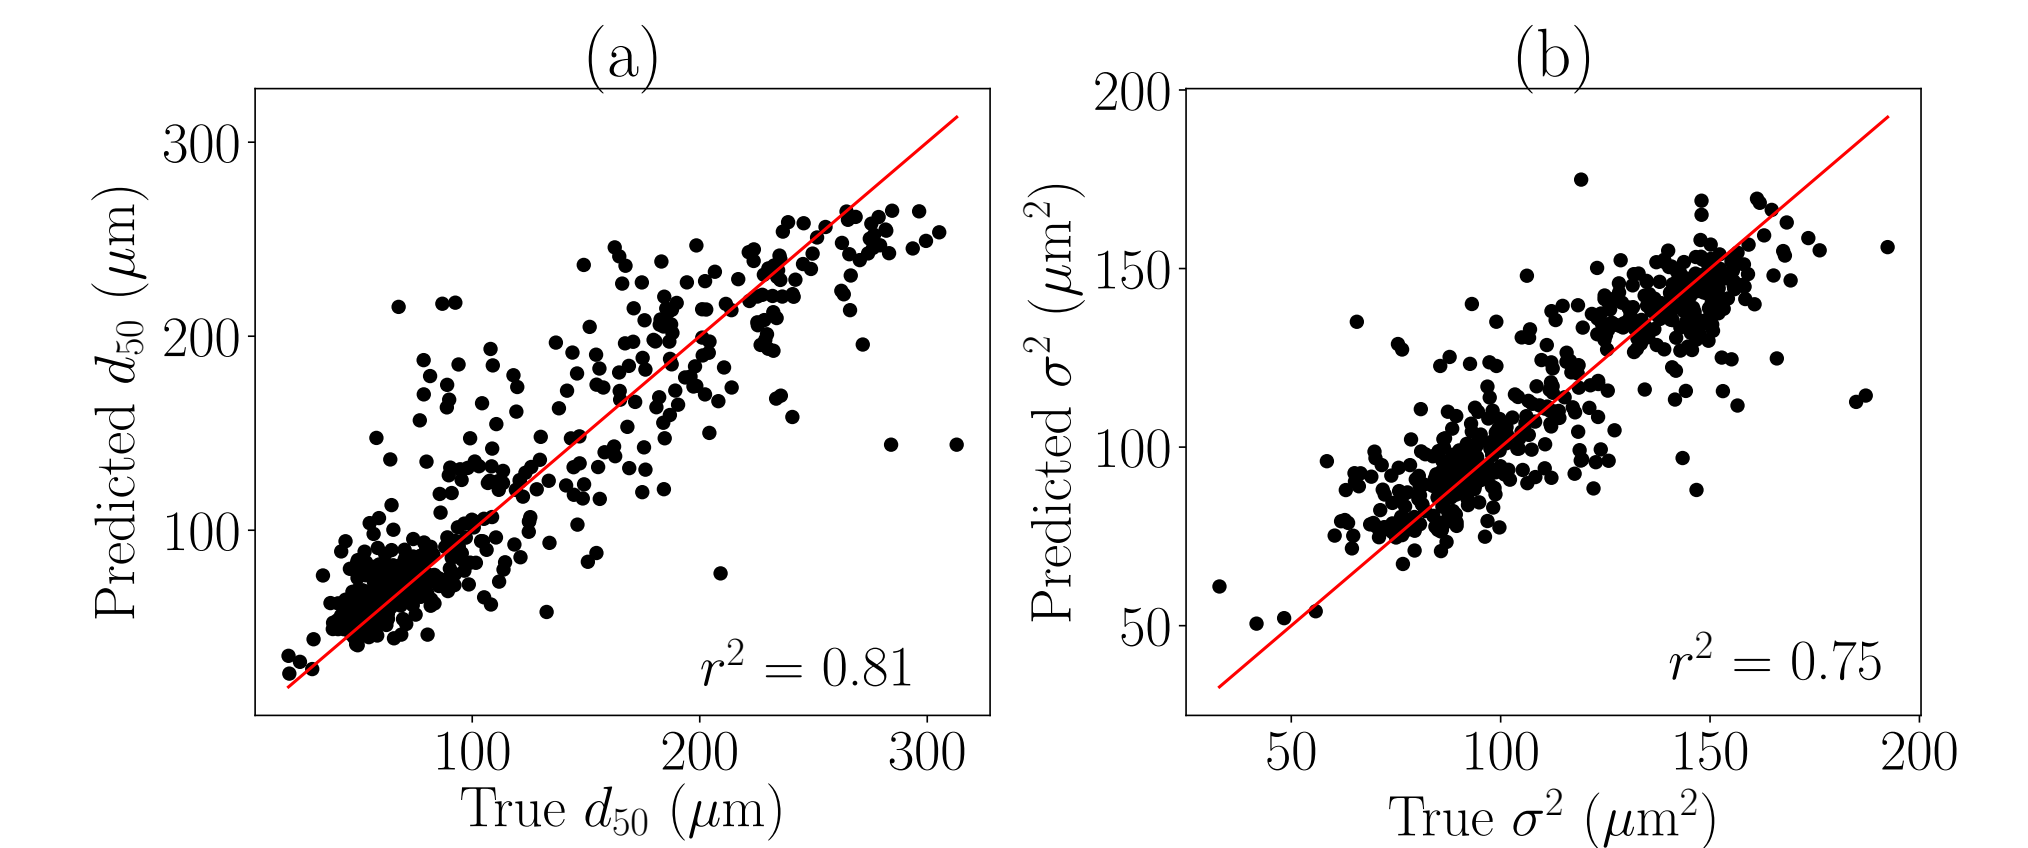 (a)
300
200
100
Predicted d₅₀ (μm)
100 200 300
True d₅₀ (μm)
r² = 0.81
(b)
200
150
100
50
Predicted σ² (μm²)
50 100 150 200
True σ² (μm²)
r² = 0.75